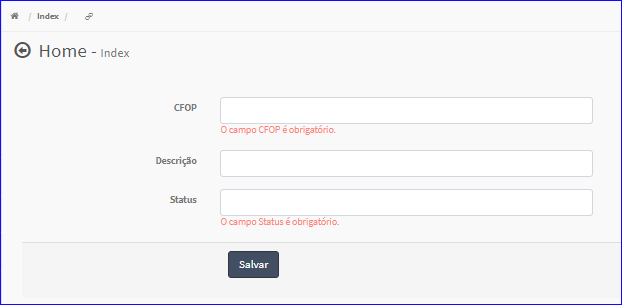 / Index /
Home - Index
CFOP
O campo CFOP é obrigatório.
Descrição
Status
O campo Status é obrigatório.
Salvar